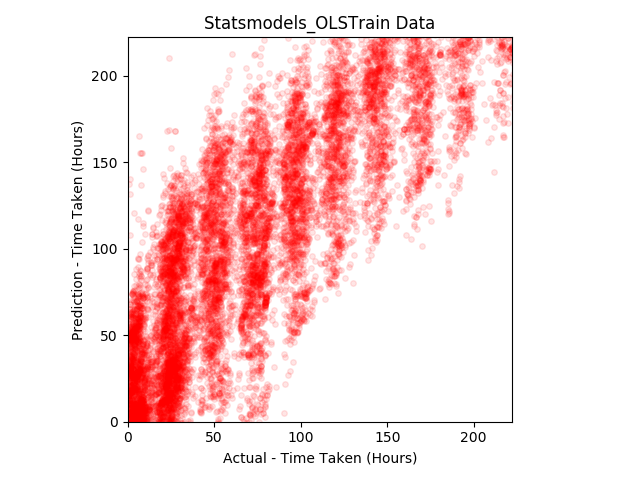 Statsmodels_OLSTrain Data
Prediction - Time Taken (Hours)
200
150
100
50
0
0 50 100 150 200
Actual - Time Taken (Hours)